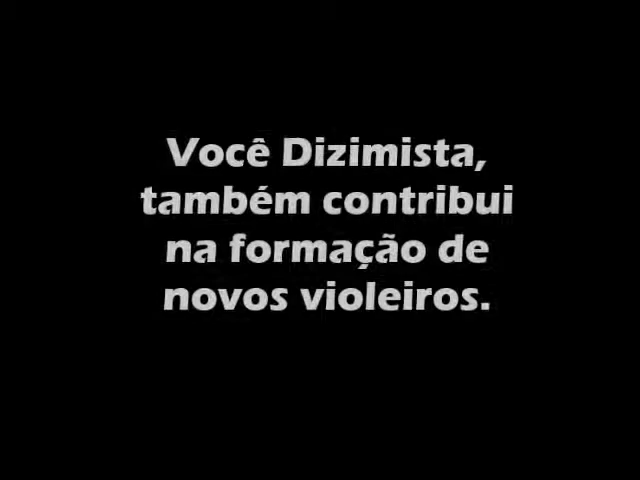 Você Dizimista,
também contribui
na formação de
novos violeiros.